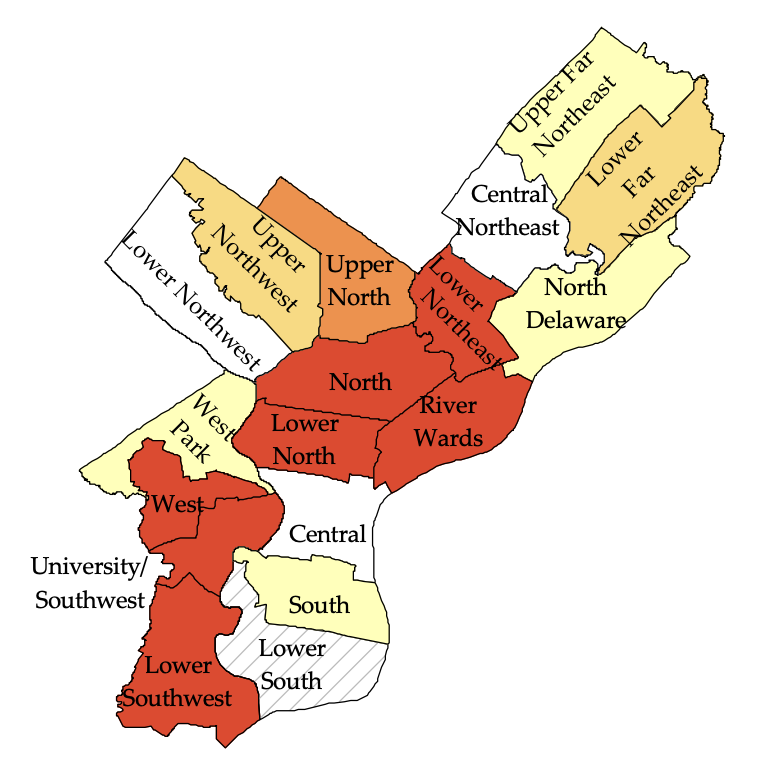 Upper Far
Northeast
Lower
Far
Northeast
Central
Northeast
Upper
Northwest
Lower Northwest
Upper
North
Lower
Northeast
North
Delaware
North
River
Wards
Lower
North
West
Park
West
Central
University/
Southwest
South
Lower
South
Lower
Southwest